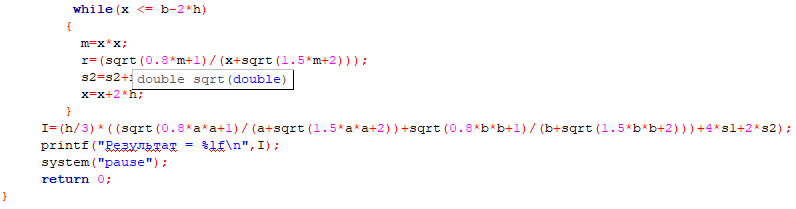 while(x <= b-2*h)
{
m=x*x;
r=(sqrt(0.8*m+1)/(x+sqrt(1.5*m+2)));
s2=s2+
double sqrt(double)
x=x+2*h;
}
I=(h/3)*((sqrt(0.8*a*a+1)/(a+sqrt(1.5*a*a+2))+sqrt(0.8*b*b+1)/(b+sqrt(1.5*b*b+2)))+4*s1+2*s2);
printf("Результат = %lf\n",I);
system("pause");
return 0;
}